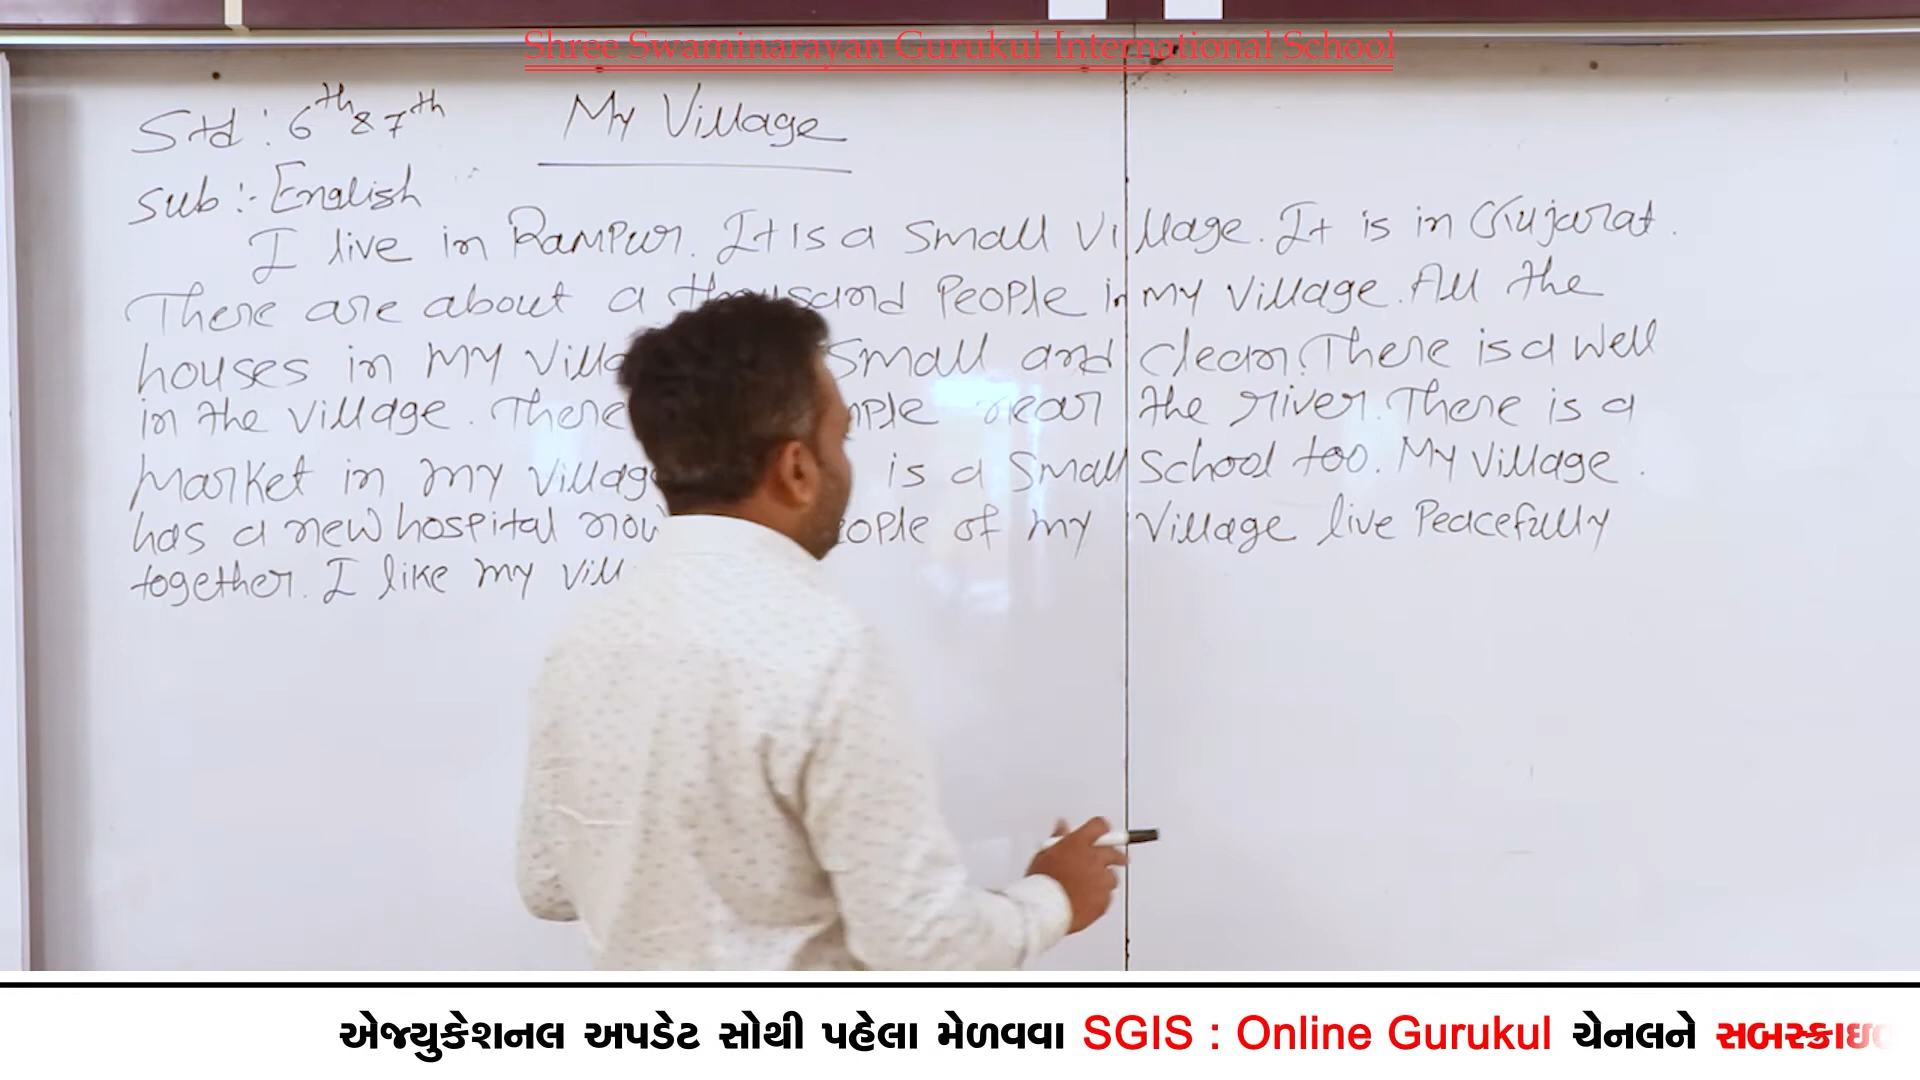 Shree Swaminarayan Gurukul International School
Std : 6th & 7th My Village
Sub :- English
I live in Rampur. It is a small village. It is in Gujarat.
There are about a thousand people in my village. All the
houses in my small and clean. There is a well
in the village. There near the river. There is a
market in my is a small school too. My village
has a new hospital of my village live peacefully
together. I like my
એજ્યુકેશનલ અપડેટ સોથી પહેલા મેળવવા SGIS : Online Gurukul ચેનલને